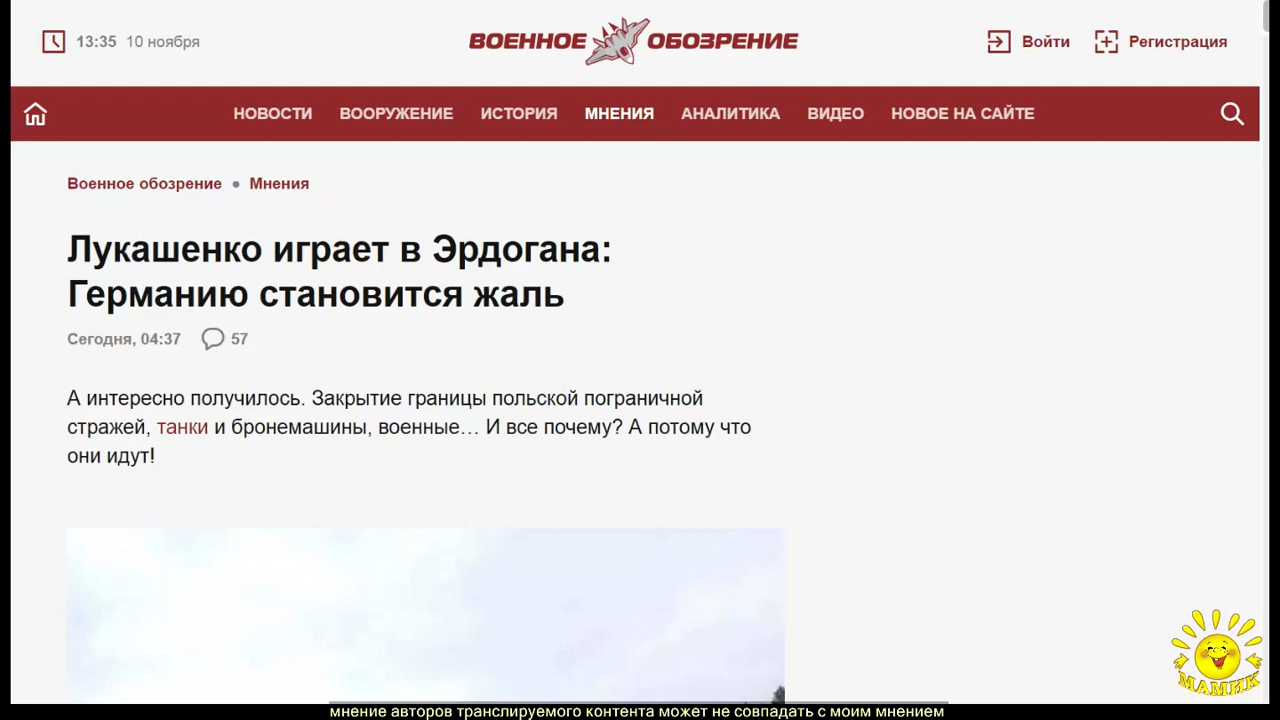 13:35 10 ноября
ВОЕННОЕ ОБОЗРЕНИЕ
Войти
Регистрация
НОВОСТИ ВООРУЖЕНИЕ ИСТОРИЯ МНЕНИЯ АНАЛИТИКА ВИДЕО НОВОЕ НА САЙТЕ
Военное обозрение • Мнения
Лукашенко играет в Эрдогана:
Германию становится жаль
Сегодня, 04:37 57
А интересно получилось. Закрытие границы польской пограничной
стражей, танки и бронемашины, военные… И все почему? А потому что
они идут!
МАМИК
мнение авторов транслируемого контента может не совпадать с моим мнением